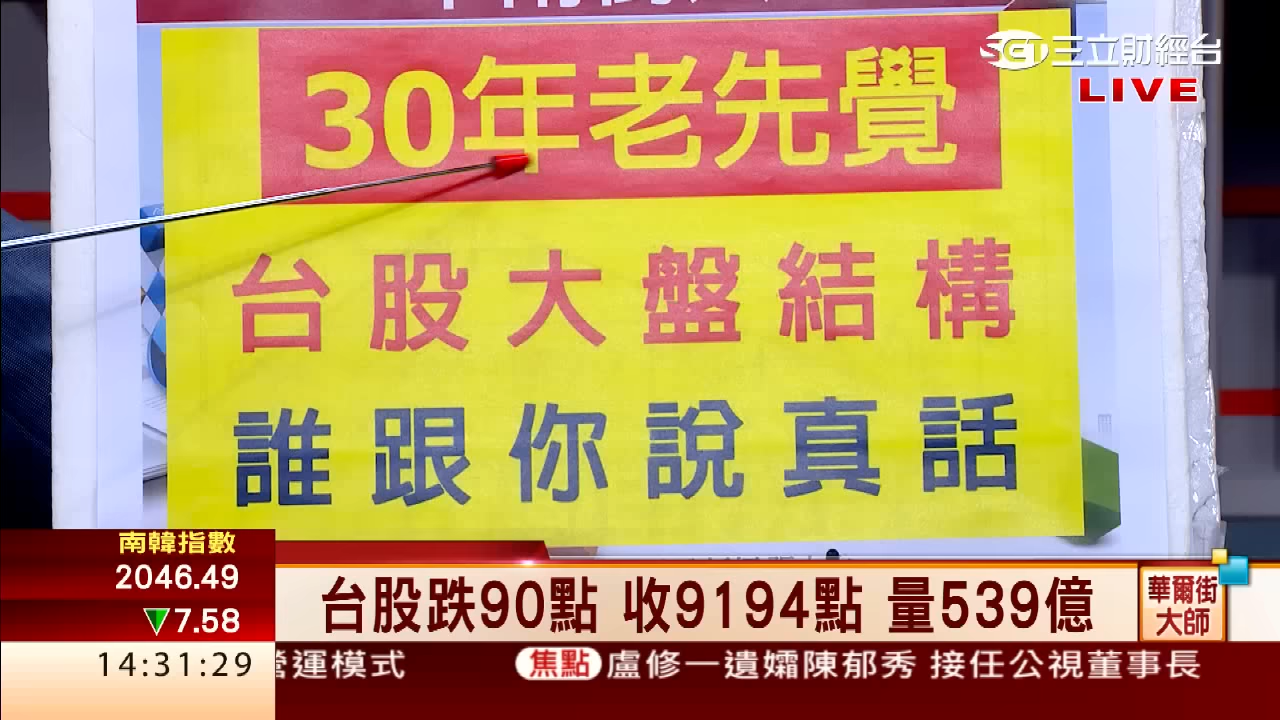 SET三立財經台
LIVE
30年老先覺
台股大盤結構
誰跟你說真話
南韓指數
2046.49
▼7.58
台股跌90點 收9194點 量539億
華爾街
大師
14:31:29
營運模式 焦點 盧修一遺孀陳郁秀 接任公視董事長